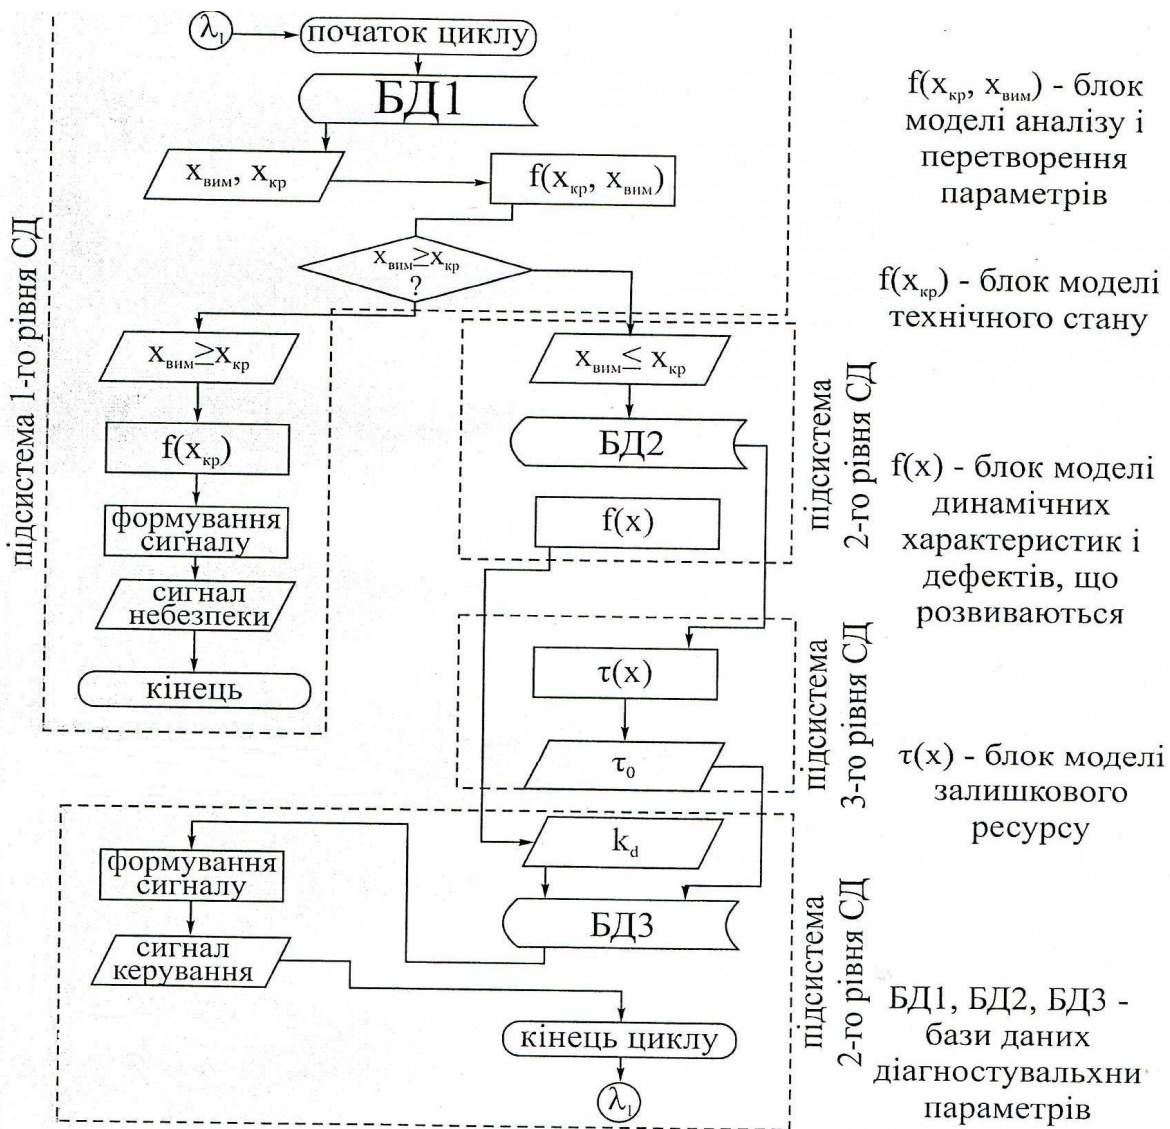 λ₁
початок циклу
БД1
xвим, xкр
f(xкр, xвим)
xвим≥xкр
?
xвим≥xкр
f(xкр)
формування
сигналу
сигнал
небезпеки
кінець
підсистема 1-го рівня СД
xвим≤ xкр
БД2
f(x)
підсистема
2-го рівня СД
τ(x)
τ₀
підсистема
3-го рівня СД
kd
БД3
формування
сигналу
сигнал
керування
кінець циклу
λ₁
підсистема
2-го рівня СД
f(xкр, xвим) - блок
моделі аналізу і
перетворення
параметрів
f(xкр) - блок моделі
технічного стану
f(x) - блок моделі
динамічних
характеристик і
дефектів, що
розвиваються
τ(x) - блок моделі
залишкового
ресурсу
БД1, БД2, БД3 -
бази даних
діагностувальхни
параметрів